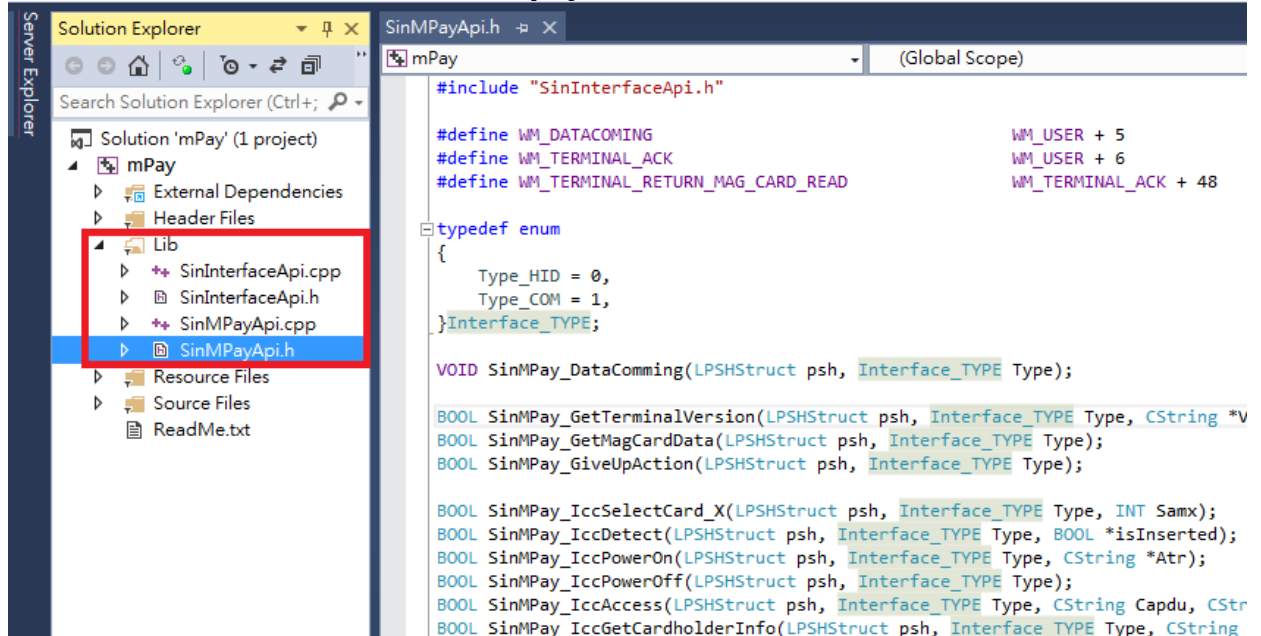 Server Explorer
Solution Explorer
Search Solution Explorer (Ctrl+;
Solution 'mPay' (1 project)
mPay
External Dependencies
Header Files
Lib
SinInterfaceApi.cpp
SinInterfaceApi.h
SinMPayApi.cpp
SinMPayApi.h
Resource Files
Source Files
ReadMe.txt
SinMPayApi.h
mPay
(Global Scope)
#include "SinInterfaceApi.h"
#define WM_DATACOMING WM_USER + 5
#define WM_TERMINAL_ACK WM_USER + 6
#define WM_TERMINAL_RETURN_MAG_CARD_READ WM_TERMINAL_ACK + 48
typedef enum
{
Type_HID = 0,
Type_COM = 1,
}Interface_TYPE;
VOID SinMPay_DataComming(LPSHStruct psh, Interface_TYPE Type);
BOOL SinMPay_GetTerminalVersion(LPSHStruct psh, Interface_TYPE Type, CString *V
BOOL SinMPay_GetMagCardData(LPSHStruct psh, Interface_TYPE Type);
BOOL SinMPay_GiveUpAction(LPSHStruct psh, Interface_TYPE Type);
BOOL SinMPay_IccSelectCard_X(LPSHStruct psh, Interface_TYPE Type, INT Samx);
BOOL SinMPay_IccDetect(LPSHStruct psh, Interface_TYPE Type, BOOL *isInserted);
BOOL SinMPay_IccPowerOn(LPSHStruct psh, Interface_TYPE Type, CString *Atr);
BOOL SinMPay_IccPowerOff(LPSHStruct psh, Interface_TYPE Type);
BOOL SinMPay_IccAccess(LPSHStruct psh, Interface_TYPE Type, CString Capdu, CStr
BOOL SinMPay_IccGetCardholderInfo(LPSHStruct psh, Interface_TYPE Type, CString